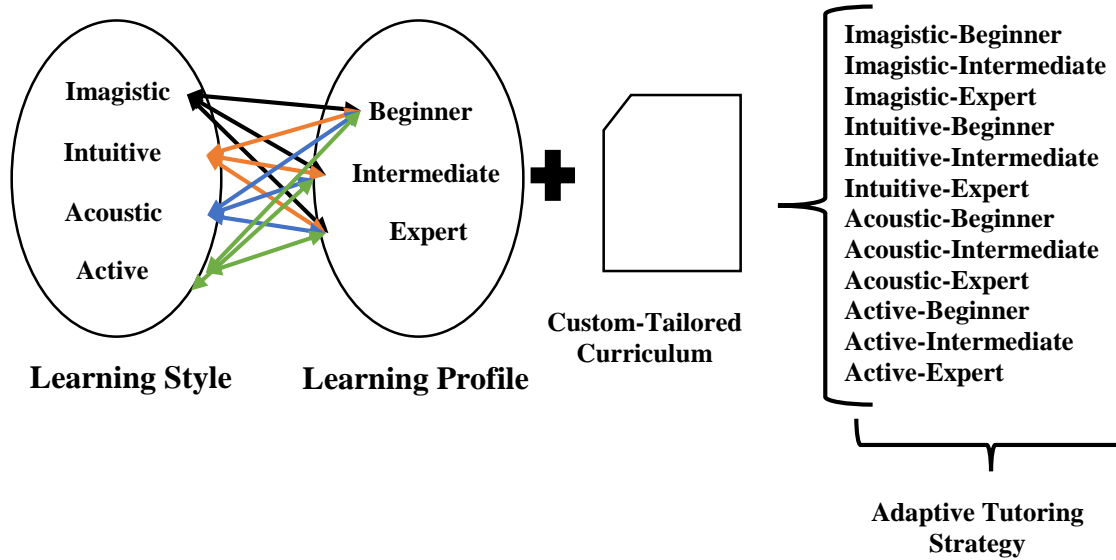 Imagistic
Intuitive
Acoustic
Active
Learning Style
Beginner
Intermediate
Expert
Learning Profile
Custom-Tailored
Curriculum
Imagistic-Beginner
Imagistic-Intermediate
Imagistic-Expert
Intuitive-Beginner
Intuitive-Intermediate
Intuitive-Expert
Acoustic-Beginner
Acoustic-Intermediate
Acoustic-Expert
Active-Beginner
Active-Intermediate
Active-Expert
Adaptive Tutoring
Strategy